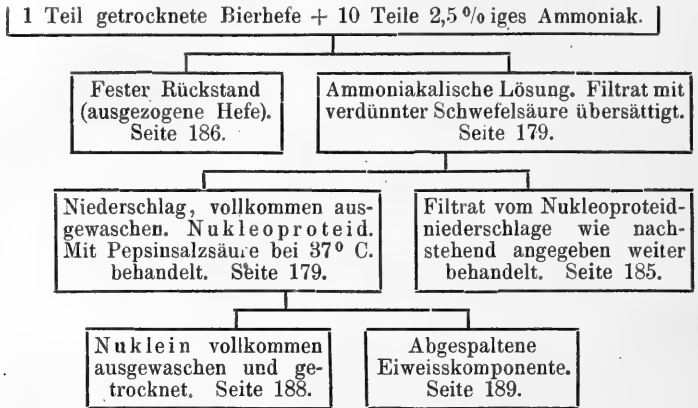 1 Teil getrocknete Bierhefe + 10 Teile 2,5 %iges Ammoniak.
Fester Rückstand
(ausgezogene Hefe).
Seite 186.
Ammoniakalische Lösung. Filtrat mit
verdünnter Schwefelsäure übersättigt.
Seite 179.
Niederschlag, vollkommen aus-
gewaschen. Nukleoproteid.
Mit Pepsinsalzsäure bei 37⁰ C.
behandelt. Seite 179.
Filtrat vom Nukleoproteid-
niederschlage wie nach-
stehend angegeben weiter
behandelt. Seite 185.
Nuklein vollkommen
ausgewaschen und ge-
trocknet. Seite 188.
Abgespaltene
Eiweisskomponente.
Seite 189.